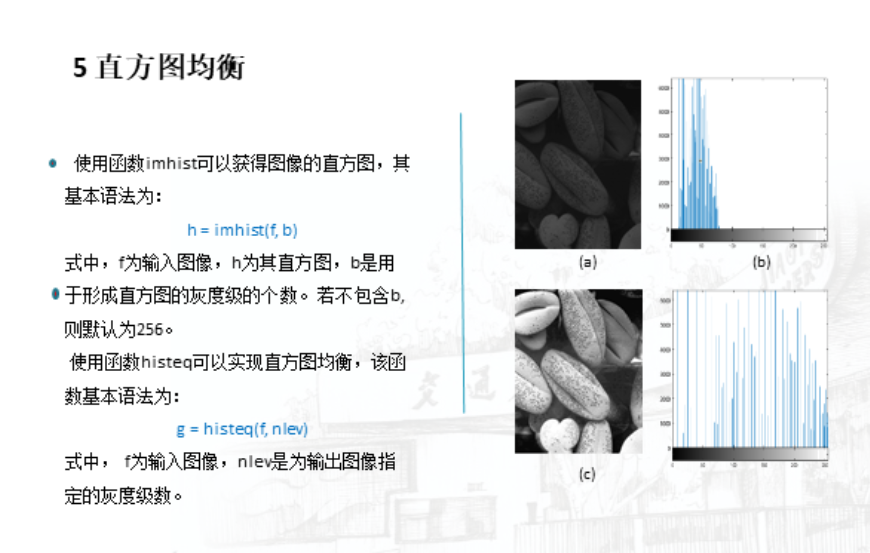 5 直方图均衡
使用函数imhist可以获得图像的直方图，其
基本语法为：
h = imhist(f, b)
式中，f为输入图像，h为其直方图，b是用
于形成直方图的灰度级的个数。若不包含b,
则默认为256。
使用函数histeq可以实现直方图均衡，该函
数基本语法为：
g = histeq(f, nlev)
式中， f为输入图像，nlev是为输出图像指
定的灰度级数。
(a)
(b)
(c)